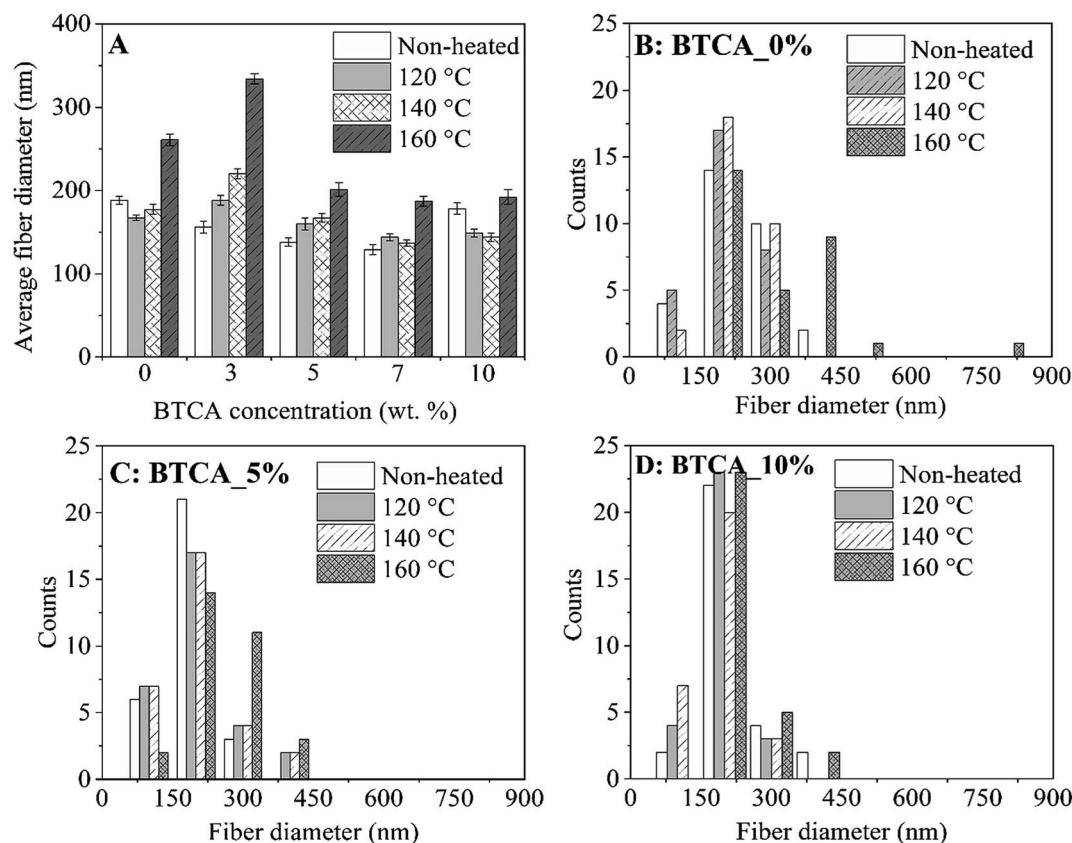 A
Non-heated
120 °C
140 °C
160 °C
400
300
200
100
0
Average fiber diameter (nm)
0 3 5 7 10
BTCA concentration (wt. %)
B: BTCA_0%
Non-heated
120 °C
140 °C
160 °C
25
20
15
10
5
0
Counts
0 150 300 450 600 750 900
Fiber diameter (nm)
C: BTCA_5%
Non-heated
120 °C
140 °C
160 °C
25
20
15
10
5
0
Counts
0 150 300 450 600 750 900
Fiber diameter (nm)
D: BTCA_10%
Non-heated
120 °C
140 °C
160 °C
25
20
15
10
5
0
Counts
0 150 300 450 600 750 900
Fiber diameter (nm)